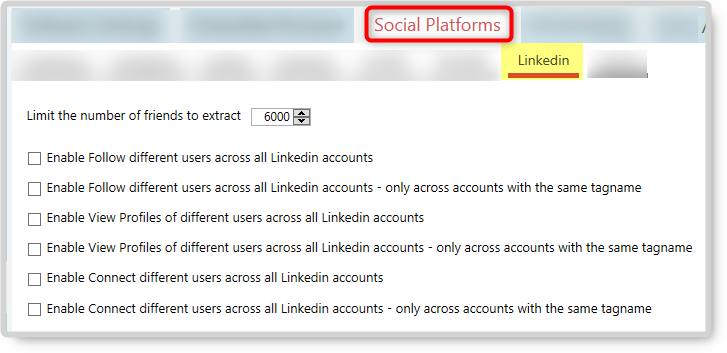 Social Platforms
Linkedin
Limit the number of friends to extract 6000
Enable Follow different users across all Linkedin accounts
Enable Follow different users across all Linkedin accounts - only across accounts with the same tagname
Enable View Profiles of different users across all Linkedin accounts
Enable View Profiles of different users across all Linkedin accounts - only across accounts with the same tagname
Enable Connect different users across all Linkedin accounts
Enable Connect different users across all Linkedin accounts - only across accounts with the same tagname